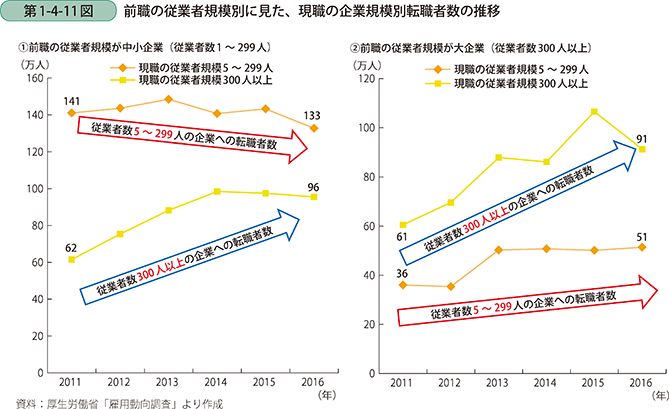 第1-4-11図 前職の従業者規模別に見た、現職の企業規模別転職者数の推移
①前職の従業者規模が中小企業（従業者数1～299人）
(万人)
現職の従業者規模5～299人
現職の従業者規模300人以上
160
140
120
100
80
60
40
20
0
141
133
従業者数5～299人の企業への転職者数
96
62
従業者数300人以上の企業への転職者数
2011 2012 2013 2014 2015 2016
(年)
②前職の従業者規模が大企業（従業者数300人以上）
(万人)
現職の従業者規模5～299人
現職の従業者規模300人以上
120
100
80
60
40
20
0
91
61
従業者数300人以上の企業への転職者数
51
36
従業者数5～299人の企業への転職者数
2011 2012 2013 2014 2015 2016
(年)
資料：厚生労働省「雇用動向調査」より作成